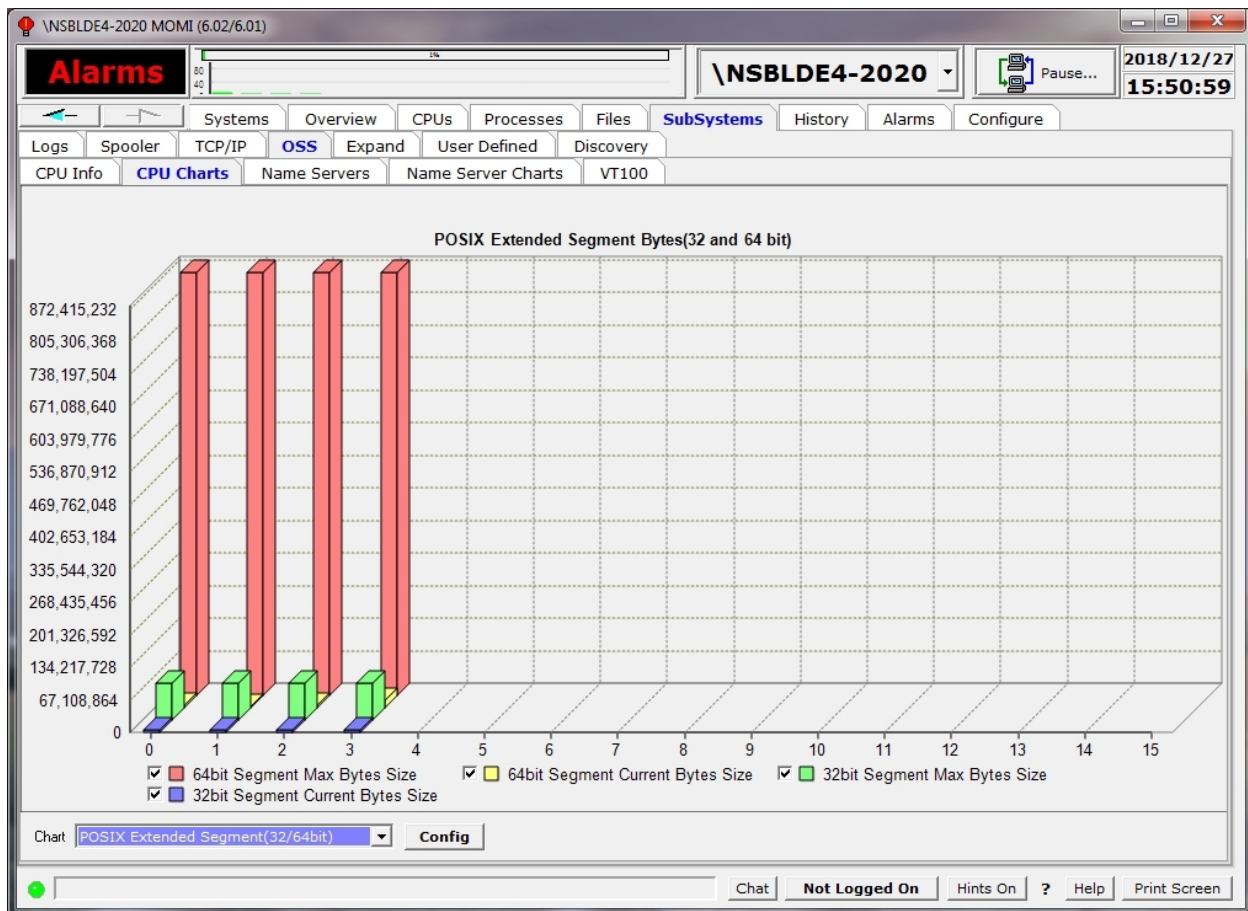 \NSBLDE4-2020 MOMI (6.02/6.01)
Alarms
1%
80
40
\NSBLDE4-2020
Pause...
2018/12/27
15:50:59
Systems Overview CPUs Processes Files SubSystems History Alarms Configure
Logs Spooler TCP/IP OSS Expand User Defined Discovery
CPU Info CPU Charts Name Servers Name Server Charts VT100
POSIX Extended Segment Bytes(32 and 64 bit)
872,415,232
805,306,368
738,197,504
671,088,640
603,979,776
536,870,912
469,762,048
402,653,184
335,544,320
268,435,456
201,326,592
134,217,728
67,108,864
0
0 1 2 3 4 5 6 7 8 9 10 11 12 13 14 15
64bit Segment Max Bytes Size 64bit Segment Current Bytes Size 32bit Segment Max Bytes Size
32bit Segment Current Bytes Size
Chart POSIX Extended Segment(32/64bit) Config
Chat Not Logged On Hints On ? Help Print Screen